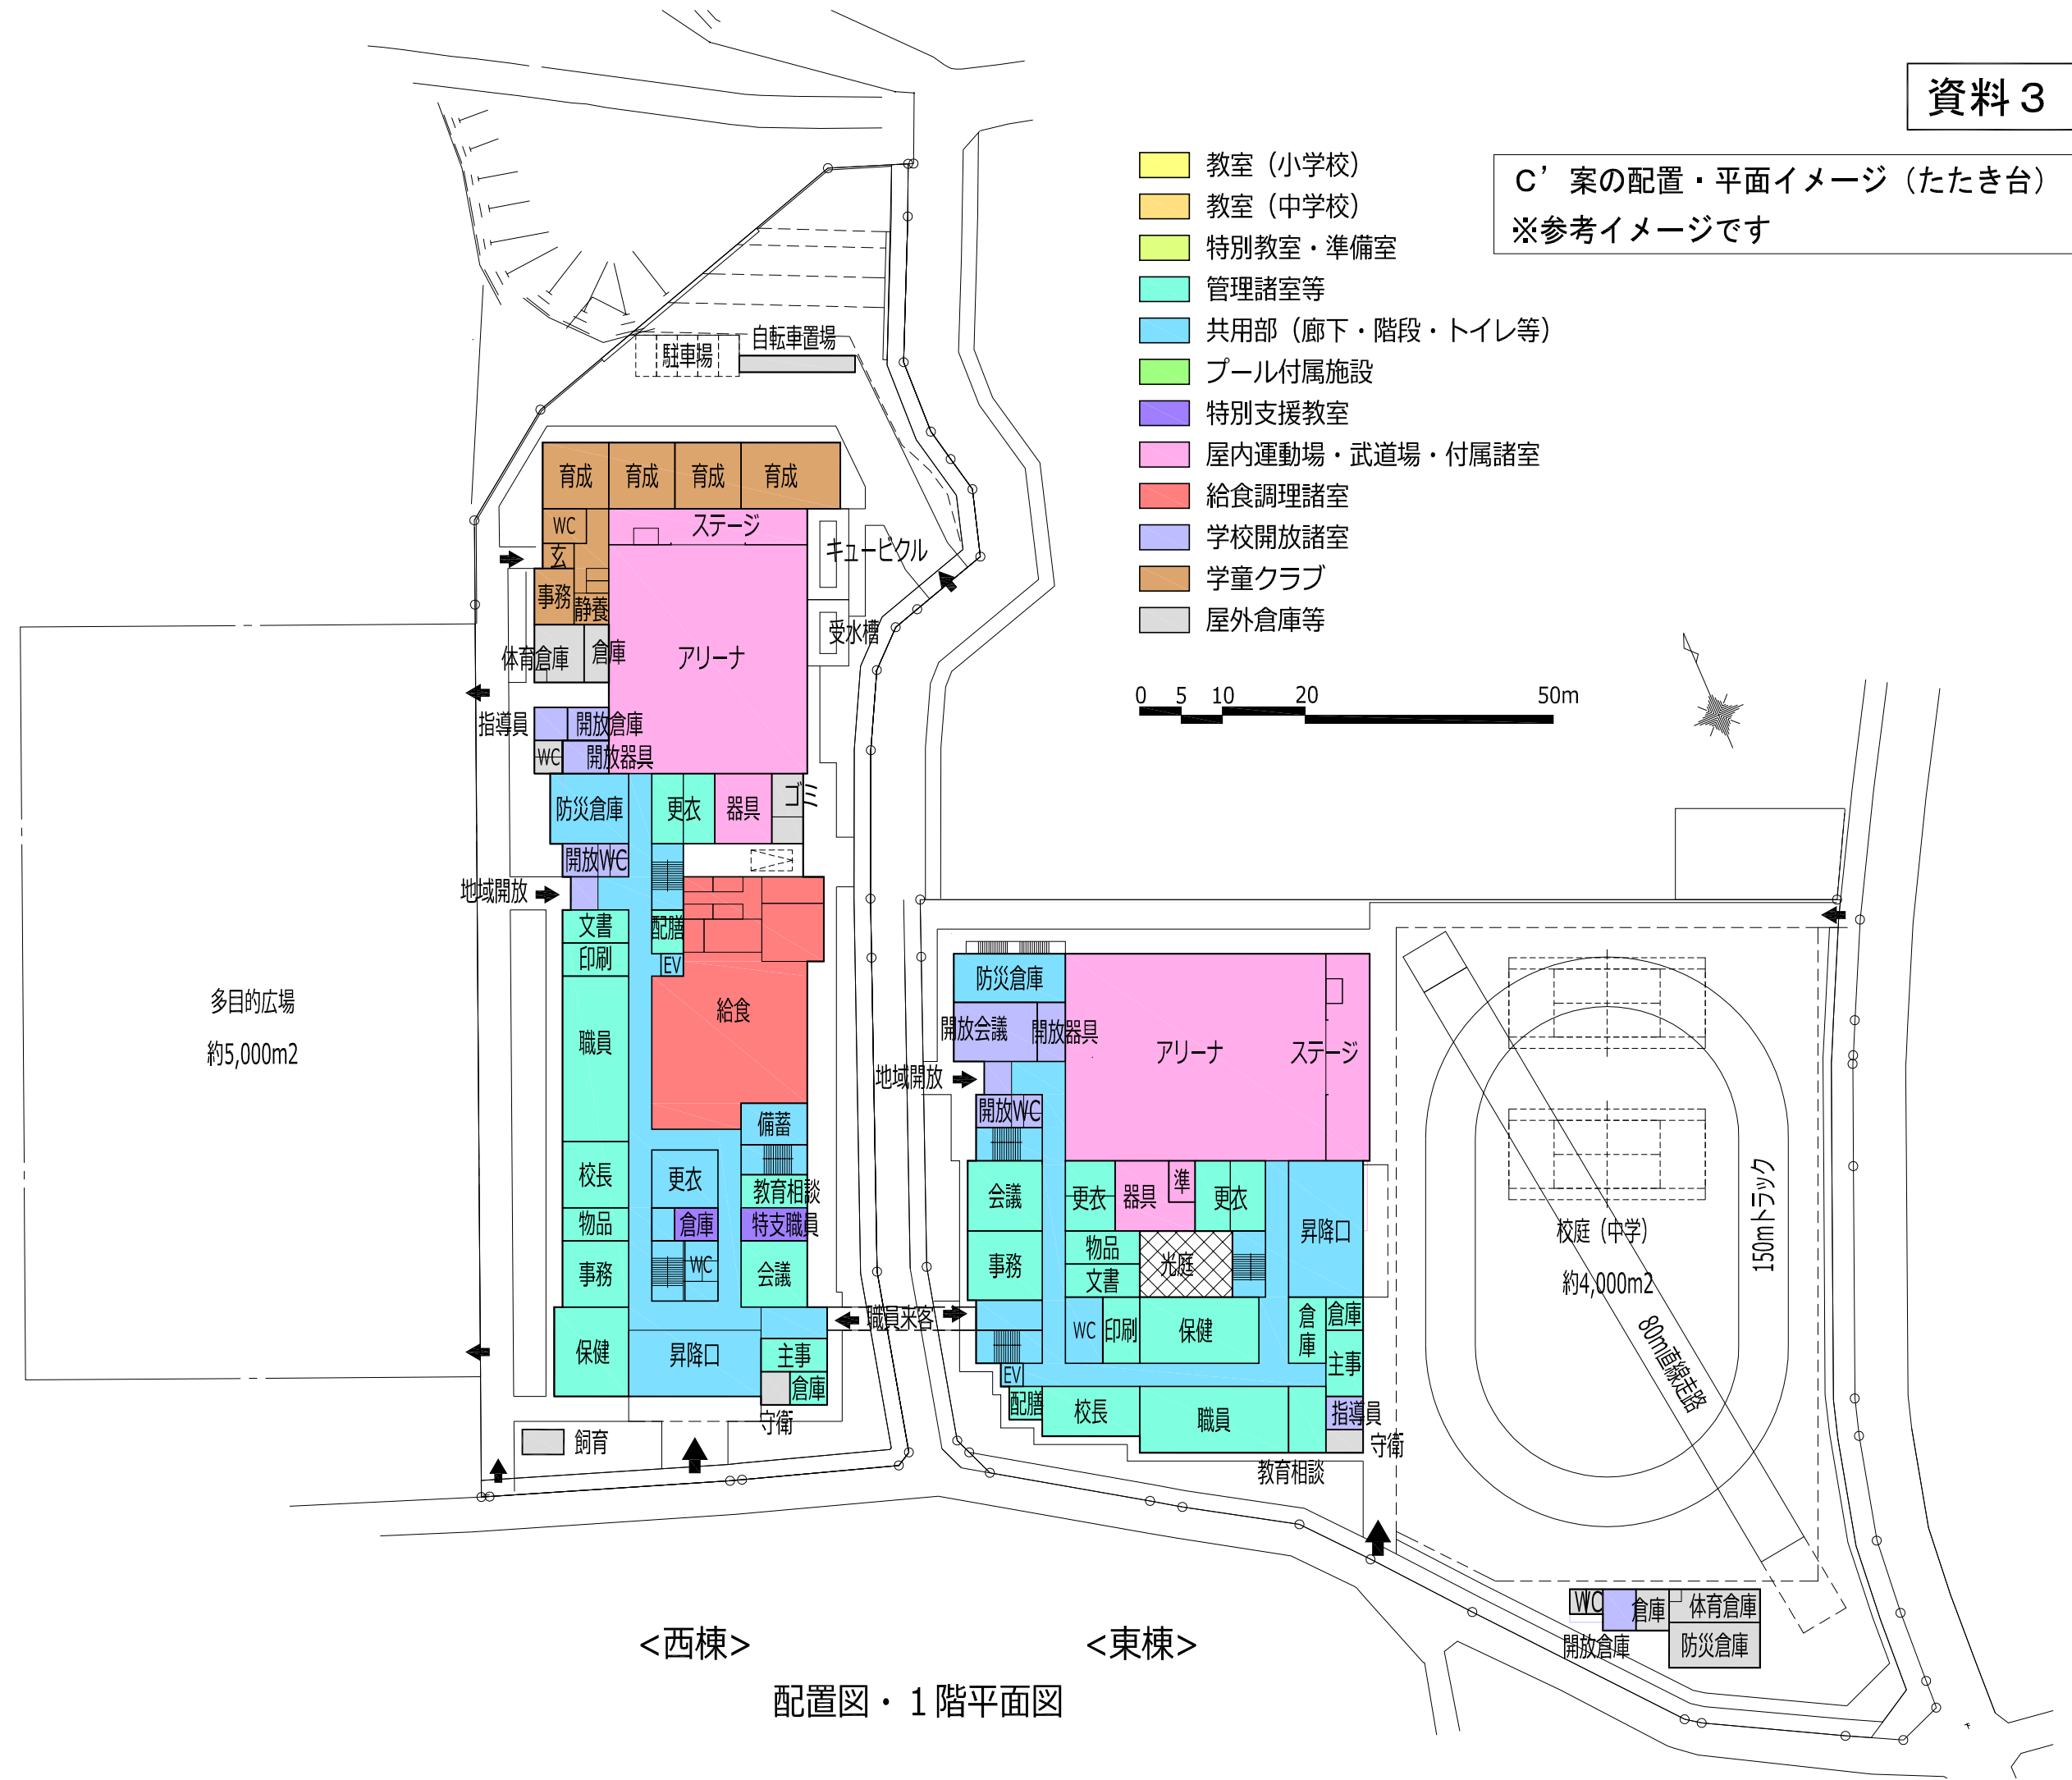 資料３
C’案の配置・平面イメージ（たたき台）
※参考イメージです
教室（小学校）
教室（中学校）
特別教室・準備室
管理諸室等
共用部（廊下・階段・トイレ等）
プール付属施設
特別支援教室
屋内運動場・武道場・付属諸室
給食調理諸室
学校開放諸室
学童クラブ
屋外倉庫等
0 5 10 20 50m
自転車置場
駐車場
育成 育成 育成 育成
WC
ステージ
玄
キュービクル
事務
静養
受水槽
体育倉庫
倉庫
アリーナ
指導員
開放倉庫
WC
開放器具
防災倉庫
更衣
器具
ゴミ
開放WC
地域開放
文書
配膳
印刷
EV
給食
職員
多目的広場
約5,000m2
備蓄
校長
更衣
教育相談
物品
倉庫
特支職員
事務
WC
会議
職員来客
保健
昇降口
主事
倉庫
守衛
飼育
防災倉庫
開放会議
開放器具
アリーナ
ステージ
地域開放
開放WC
会議
更衣
器具
準
更衣
昇降口
物品
事務
文書
光庭
WC
印刷
保健
倉庫
倉庫
主事
EV
配膳
校長
職員
指導員
守衛
教育相談
校庭（中学）
約4,000m2
150mトラック
80m直線走路
WC
倉庫
体育倉庫
開放倉庫
防災倉庫
<西棟>
<東棟>
配置図・１階平面図